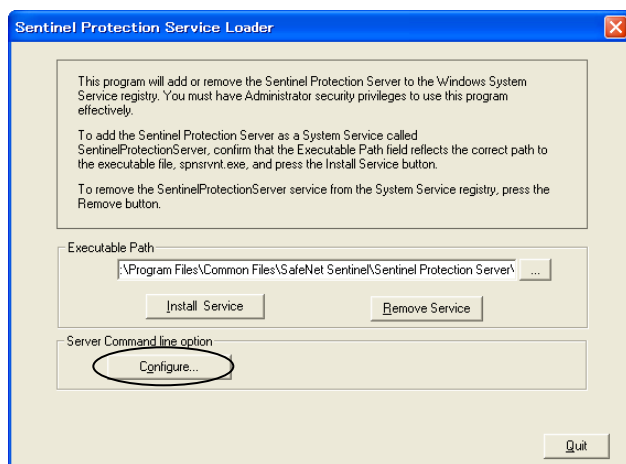 Sentinel Protection Service Loader
This program will add or remove the Sentinel Protection Server to the Windows System
Service registry. You must have Administrator security privileges to use this program
effectively.
To add the Sentinel Protection Server as a System Service called
SentinelProtectionServer, confirm that the Executable Path field reflects the correct path to
the executable file, spnsrvnt.exe, and press the Install Service button.
To remove the SentinelProtectionServer service from the System Service registry, press the
Remove button.
Executable Path
:\Program Files\Common Files\SafeNet Sentinel\Sentinel Protection Server\
...
Install Service
Remove Service
Server Command line option
Configure...
Quit